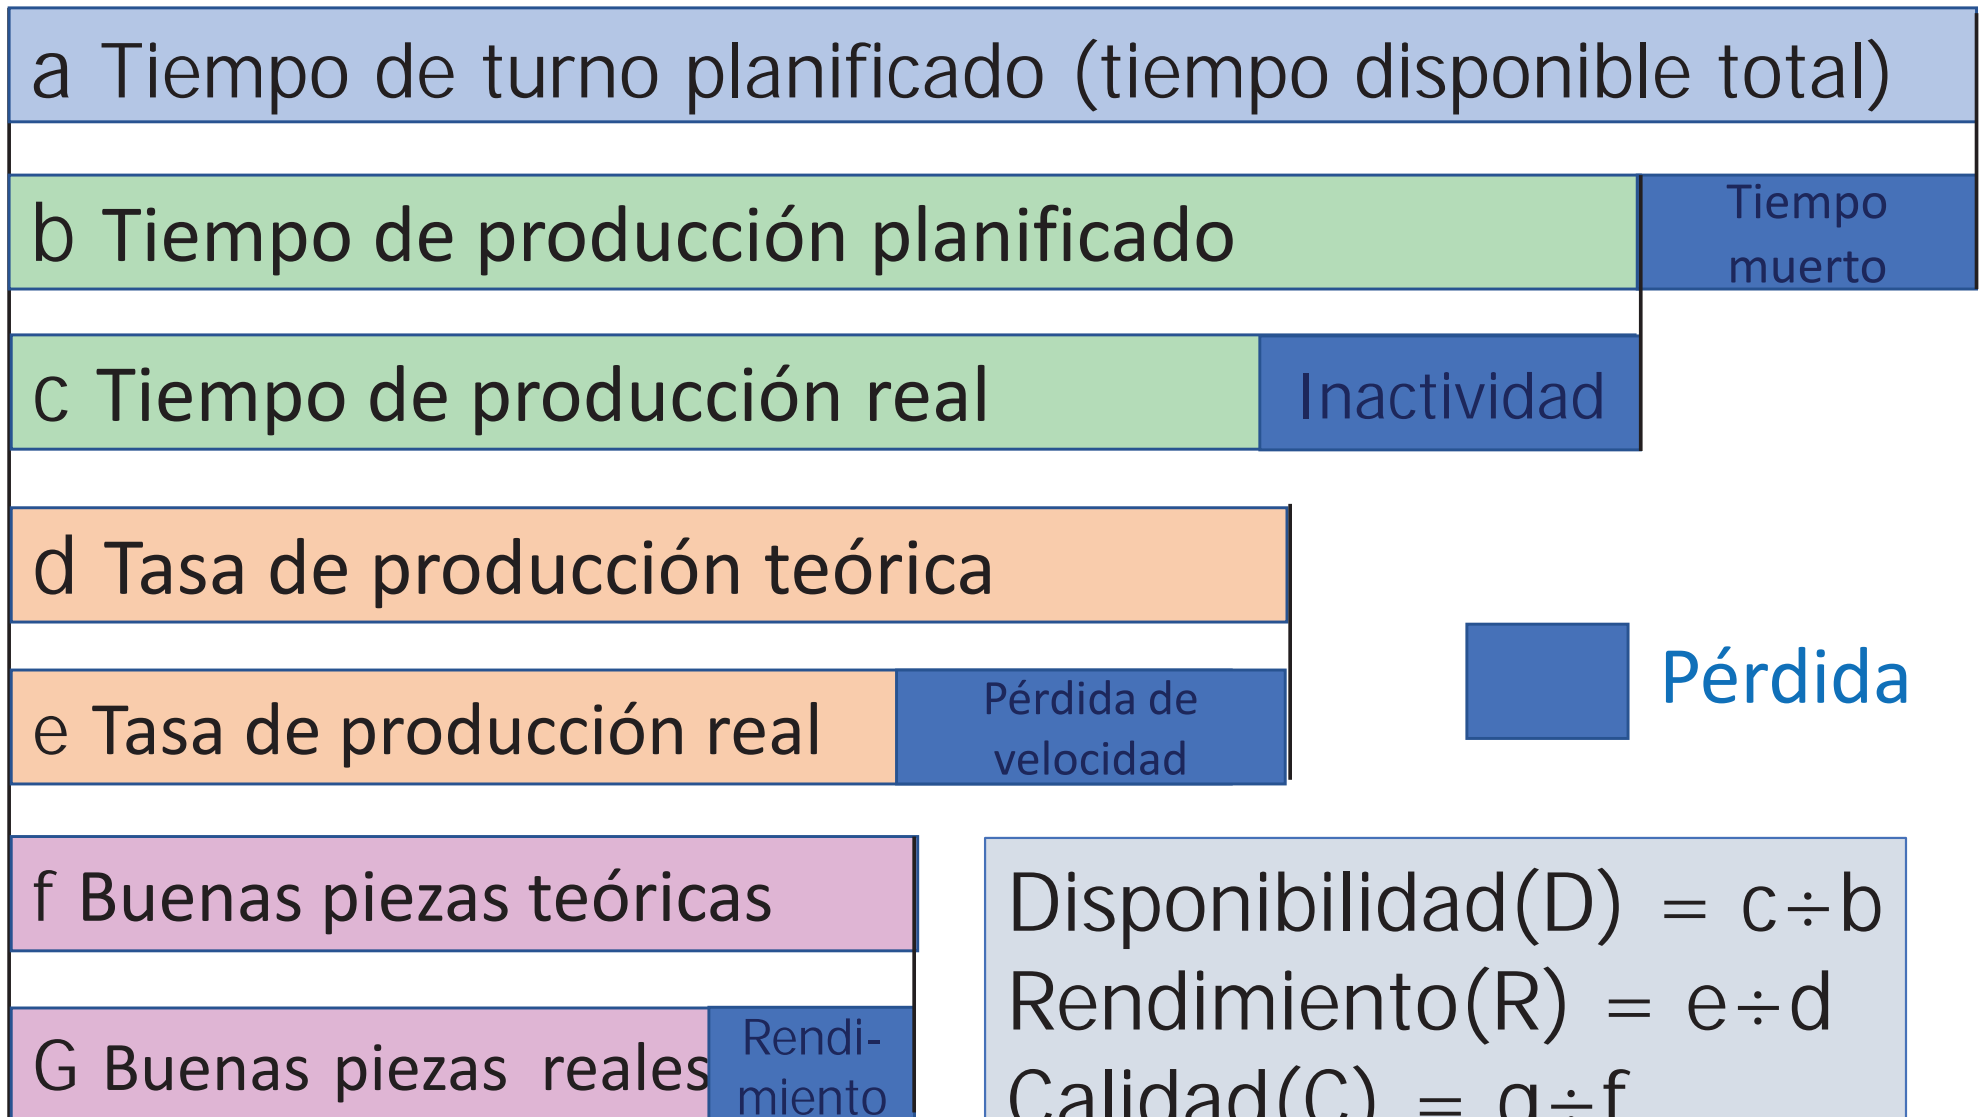 a Tiempo de turno planificado (tiempo disponible total)
b Tiempo de producción planificado
Tiempo
muerto
c Tiempo de producción real
Inactividad
d Tasa de producción teórica
e Tasa de producción real
Pérdida de
velocidad
Pérdida
f Buenas piezas teóricas
G Buenas piezas reales
Rendi-
miento
Disponibilidad(D) = c÷b
Rendimiento(R) = e÷d
Calidad(C) = g÷f